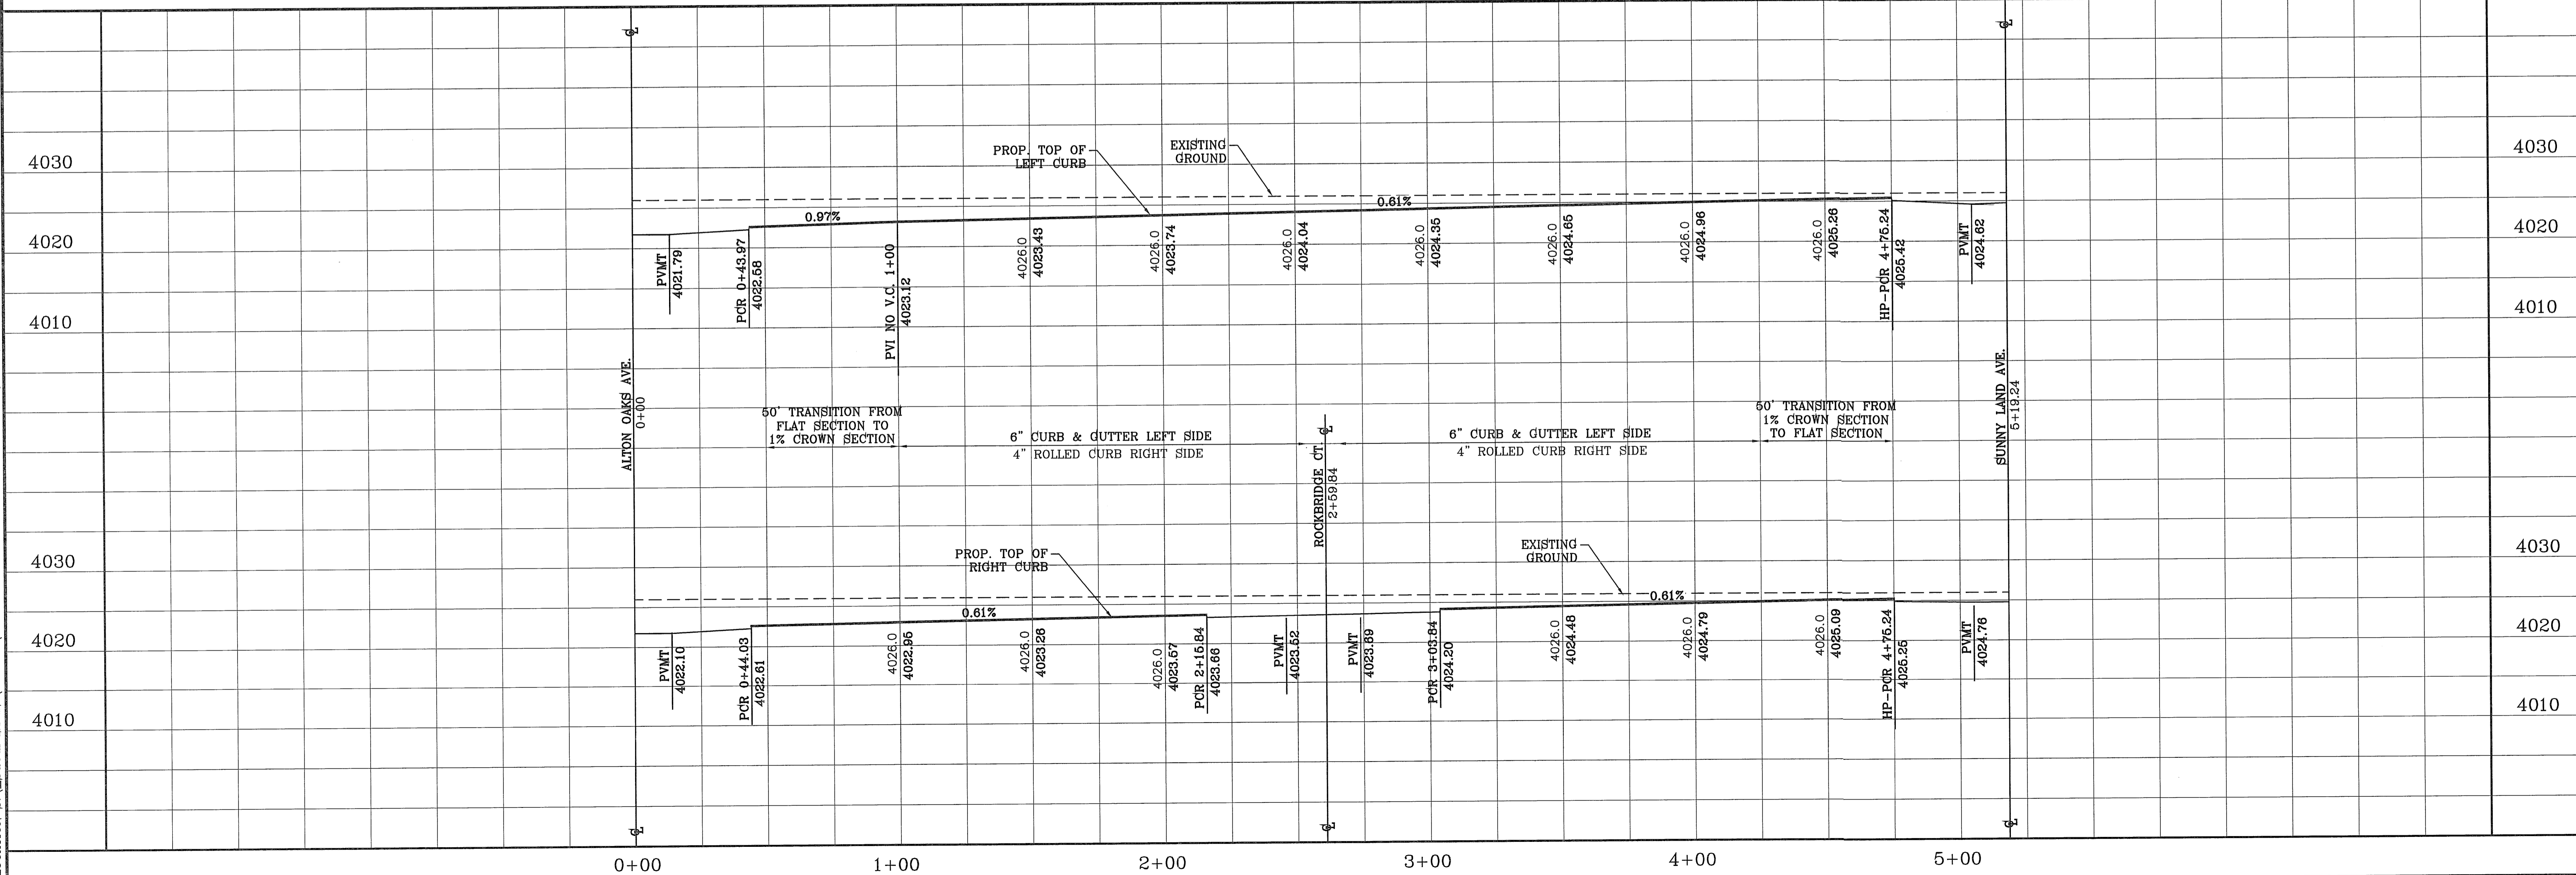 4030
4030
PROP. TOP OF
LEFT CURB
EXISTING
GROUND
0.97%
0.61%
4020
4020
PVMT
4021.79
PCR 0+43.97
4022.58
PVI NO V.C. 1+00
4023.12
4026.0
4023.43
4026.0
4023.74
4026.0
4024.04
4026.0
4024.35
4026.0
4024.65
4026.0
4024.96
4026.0
4025.26
HP-PCR 4+75.24
4025.42
PVMT
4024.62
4010
4010
ALTON OAKS AVE.
0+00
50' TRANSITION FROM
FLAT SECTION TO
1% CROWN SECTION
6" CURB & GUTTER LEFT SIDE
4" ROLLED CURB RIGHT SIDE
ROCKBRIDGE CT.
2+59.84
6" CURB & GUTTER LEFT SIDE
4" ROLLED CURB RIGHT SIDE
50' TRANSITION FROM
1% CROWN SECTION
TO FLAT SECTION
SUNNY LAND AVE.
5+19.24
4030
4030
PROP. TOP OF
RIGHT CURB
EXISTING
GROUND
0.61%
0.61%
4020
4020
PVMT
4022.10
PCR 0+44.03
4022.61
4026.0
4022.95
4026.0
4023.26
4026.0
4023.57
PCR 2+15.84
4023.66
PVMT
4023.52
PVMT
4023.69
PCR 3+03.84
4024.20
4026.0
4024.48
4026.0
4024.79
4026.0
4025.09
HP-PCR 4+75.24
4025.25
PVMT
4024.76
4010
4010
0+00
1+00
2+00
3+00
4+00
5+00